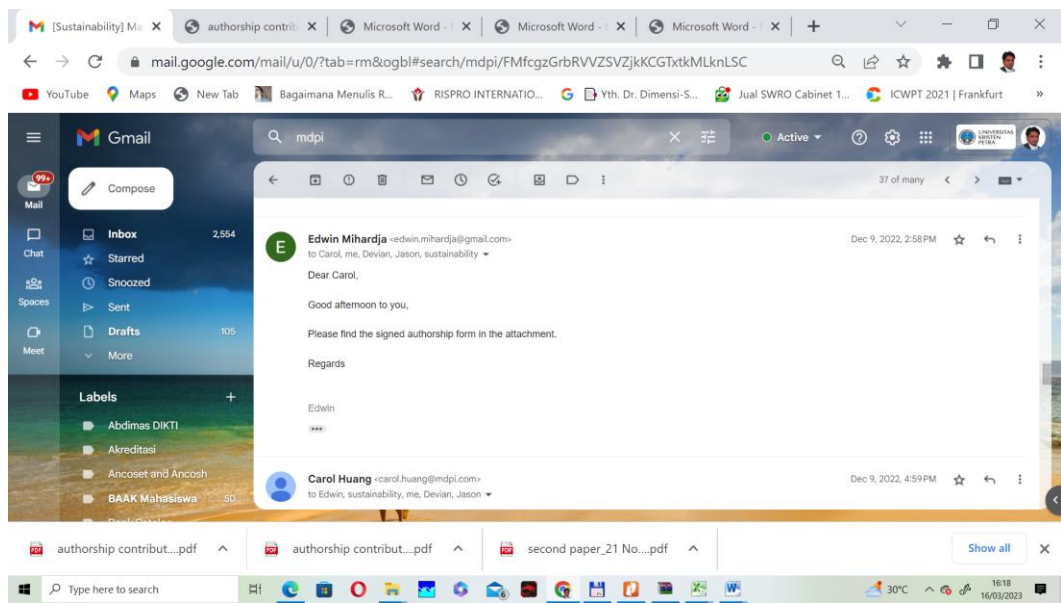 [Sustainability] Ma
authorship contrib
Microsoft Word -
Microsoft Word -
Microsoft Word -
mail.google.com/mail/u/0/?tab=rm&ogbl#search/mdpi/FMfcgzGrbRVVZSVZjkKCGTxtkMLknLSC
YouTube Maps New Tab Bagaimana Menulis R... RISPRO INTERNATIO... Yth. Dr. Dimensi-S... Jual SWRO Cabinet 1... ICWPT 2021 | Frankfurt »
Gmail
mdpi
Active
UNIVERSITAS KRISTEN PETRA
99+
Mail
Chat
Spaces
Meet
Compose
37 of many
Inbox 2,554
Starred
Snoozed
Sent
Drafts 105
More
Labels +
Abdimas DIKTI
Akreditasi
Ancoset and Ancosh
BAAK Mahasiswa 50
E
Edwin Mihardja <edwin.mihardja@gmail.com> Dec 9, 2022, 2:58 PM
to Carol, me, Devian, Jason, sustainability
Dear Carol,
Good afternoon to you,
Please find the signed authorship form in the attachment.
Regards
Edwin
Carol Huang <carol.huang@mdpi.com> Dec 9, 2022, 4:59 PM
to Edwin, sustainability, me, Devian, Jason
authorship contribut....pdf
authorship contribut....pdf
second paper_21 No....pdf
Show all
Type here to search
30°C
16:18
16/03/2023